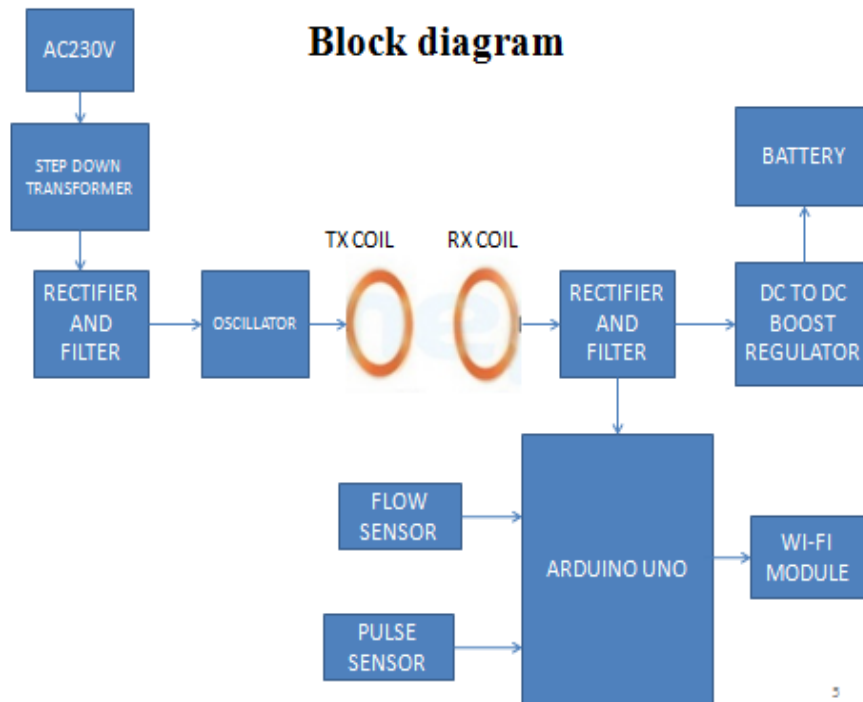 Block diagram
AC230V
STEP DOWN
TRANSFORMER
BATTERY
TX COIL
RX COIL
RECTIFIER
AND
FILTER
OSCILLATOR
RECTIFIER
AND
FILTER
DC TO DC
BOOST
REGULATOR
FLOW
SENSOR
ARDUINO UNO
WI-FI
MODULE
PULSE
SENSOR
5